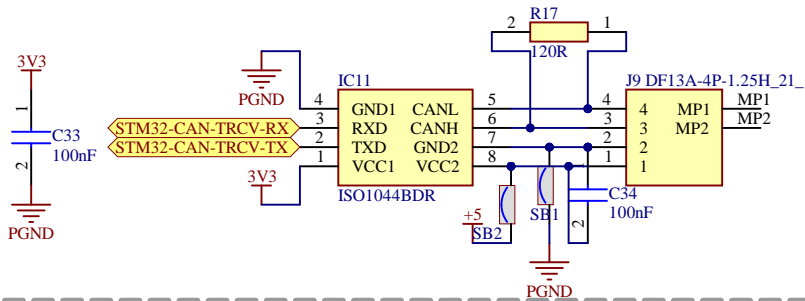 2
R17
1
120R
3V3
1
C33
100nF
2
PGND
PGND
STM32-CAN-TRCV-RX
STM32-CAN-TRCV-TX
3V3
IC11
4 GND1 CANL 5
3 RXD CANH 6
2 TXD GND2 7
1 VCC1 VCC2 8
ISO1044BDR
+5
SB2
SB1
PGND
1
C34
100nF
2
J9 DF13A-4P-1.25H_21_
4 4 MP1 MP1
3 3 MP2 MP2
2 2
1 1